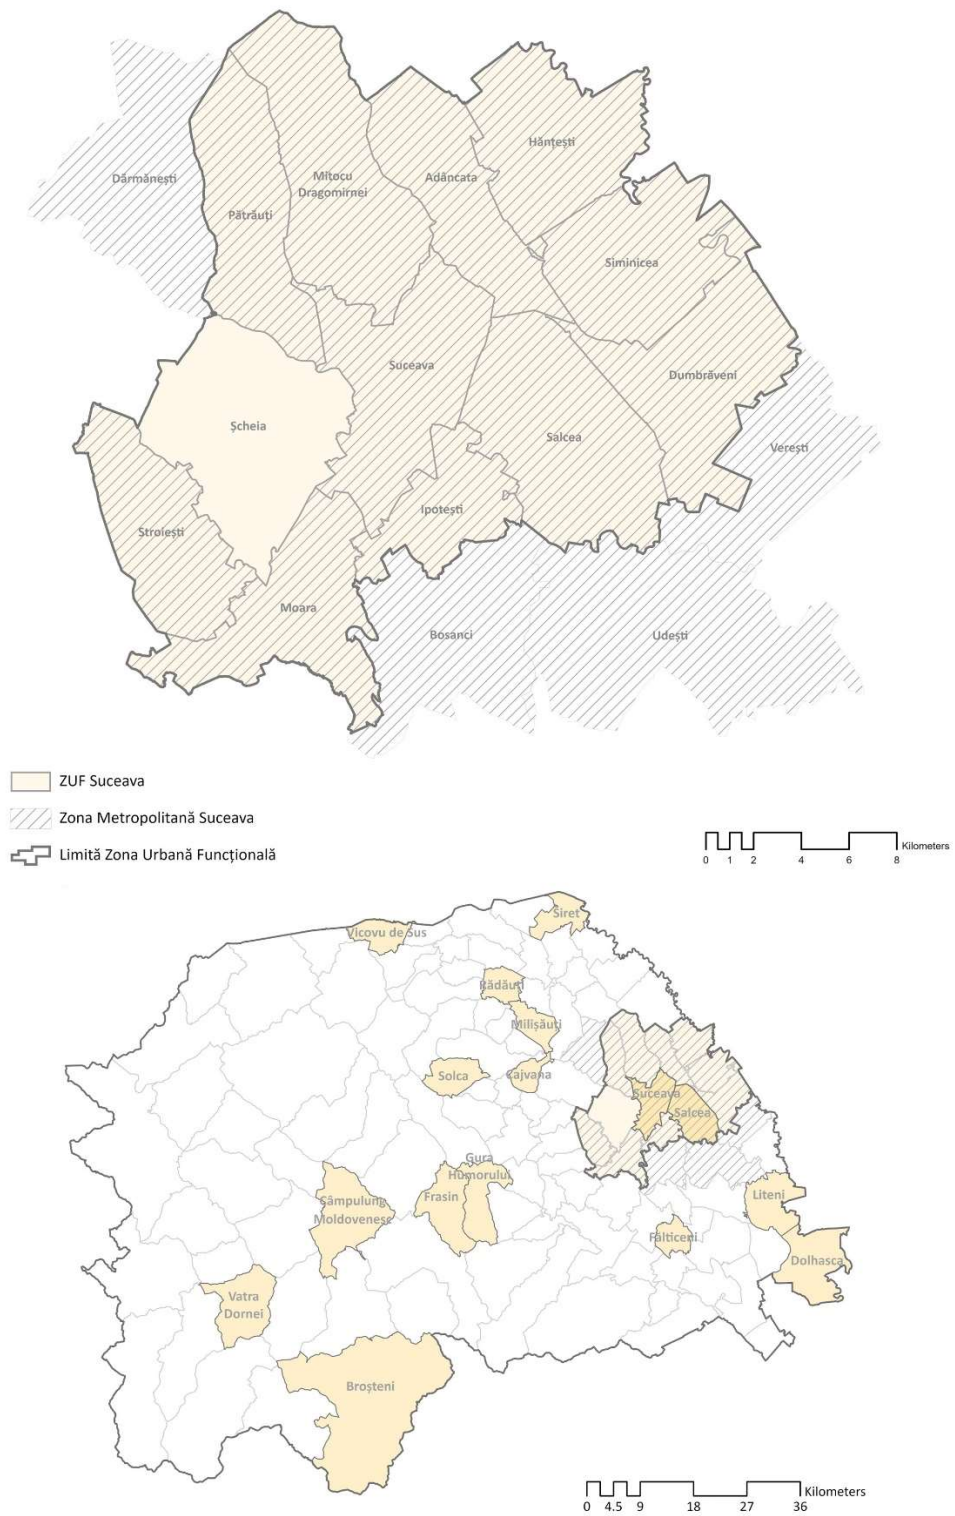 Hănțești
Dărmănești
Mitocu
Dragomirnei
Adâncata
Pătrăuți
Siminicea
Suceava
Dumbrăveni
Șcheia
Salcea
Verești
Ipotești
Stroiești
Moara
Bosanci
Udești
ZUF Suceava
Zona Metropolitană Suceava
Limită Zona Urbană Funcțională
Kilometers
0 1 2 4 6 8
Siret
Vicovu de Sus
Rădăuți
Milișăuți
Solca
Cajvana
Suceava
Salcea
Gura
Humorului
Frasin
Câmpulung
Moldovenesc
Liteni
Fălticeni
Dolhasca
Vatra
Dornei
Broșteni
Kilometers
0 4.5 9 18 27 36